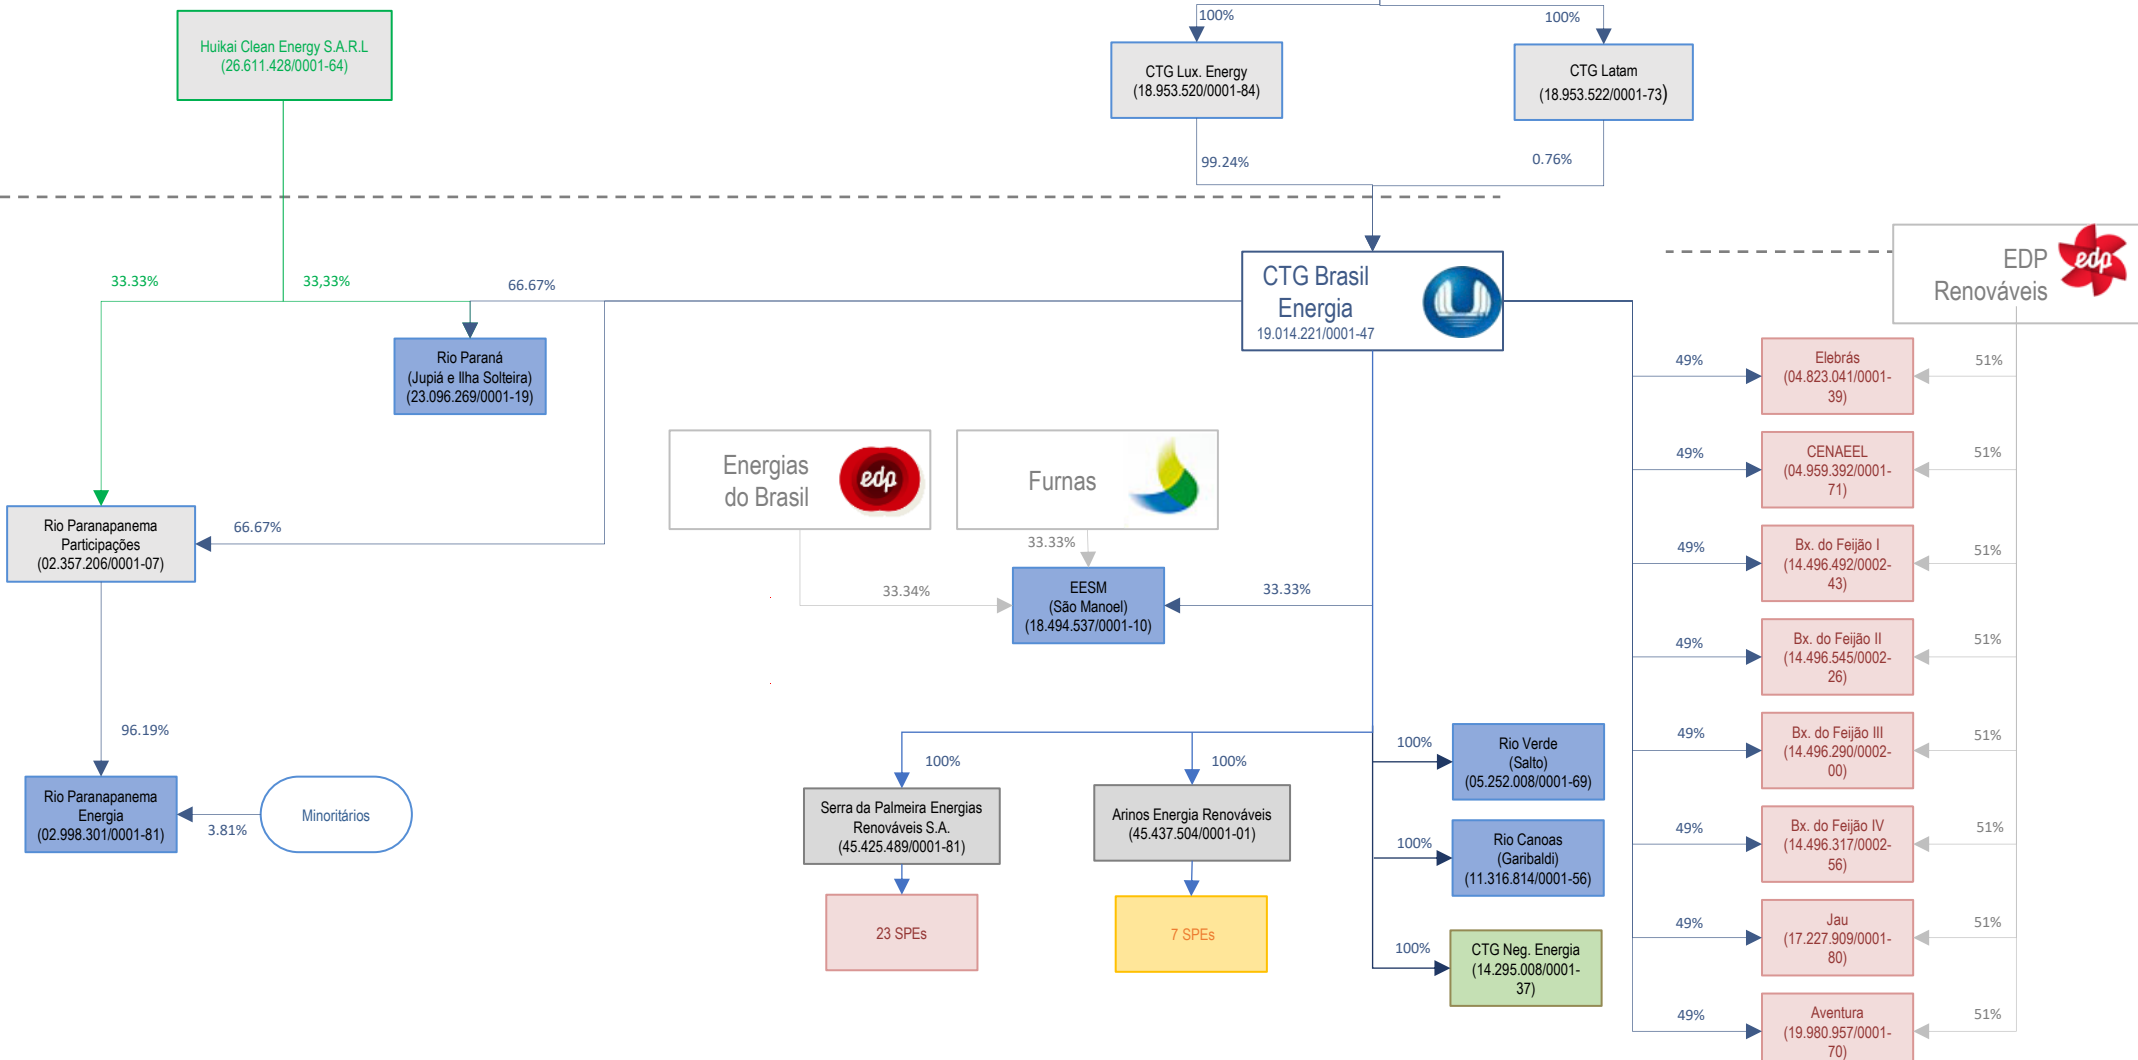 100%
100%
Huikai Clean Energy S.A.R.L
(26.611.428/0001-64)
CTG Lux. Energy
(18.953.520/0001-84)
CTG Latam
(18.953.522/0001-73)
99.24%
0.76%
33.33%
33,33%
66.67%
CTG Brasil
Energia
19.014.221/0001-47
EDP
Renováveis
edp
Rio Paraná
(Jupiá e Ilha Solteira)
(23.096.269/0001-19)
49%
Elebrás
(04.823.041/0001-
39)
51%
49%
CENAEEL
(04.959.392/0001-
71)
51%
Energias
do Brasil
edp
Furnas
Rio Paranapanema
Participações
(02.357.206/0001-07)
66.67%
33.33%
33.34%
EESM
(São Manoel)
(18.494.537/0001-10)
33.33%
49%
Bx. do Feijão I
(14.496.492/0002-
43)
51%
49%
Bx. do Feijão II
(14.496.545/0002-
26)
51%
96.19%
49%
Bx. do Feijão III
(14.496.290/0002-
00)
51%
Rio Paranapanema
Energia
(02.998.301/0001-81)
3.81%
Minoritários
100%
100%
100%
Rio Verde
(Salto)
(05.252.008/0001-69)
Serra da Palmeira Energias
Renováveis S.A.
(45.425.489/0001-81)
Arinos Energia Renováveis
(45.437.504/0001-01)
100%
Rio Canoas
(Garibaldi)
(11.316.814/0001-56)
49%
Bx. do Feijão IV
(14.496.317/0002-
56)
51%
23 SPEs
7 SPEs
100%
CTG Neg. Energia
(14.295.008/0001-
37)
49%
Jau
(17.227.909/0001-
80)
51%
49%
Aventura
(19.980.957/0001-
70)
51%